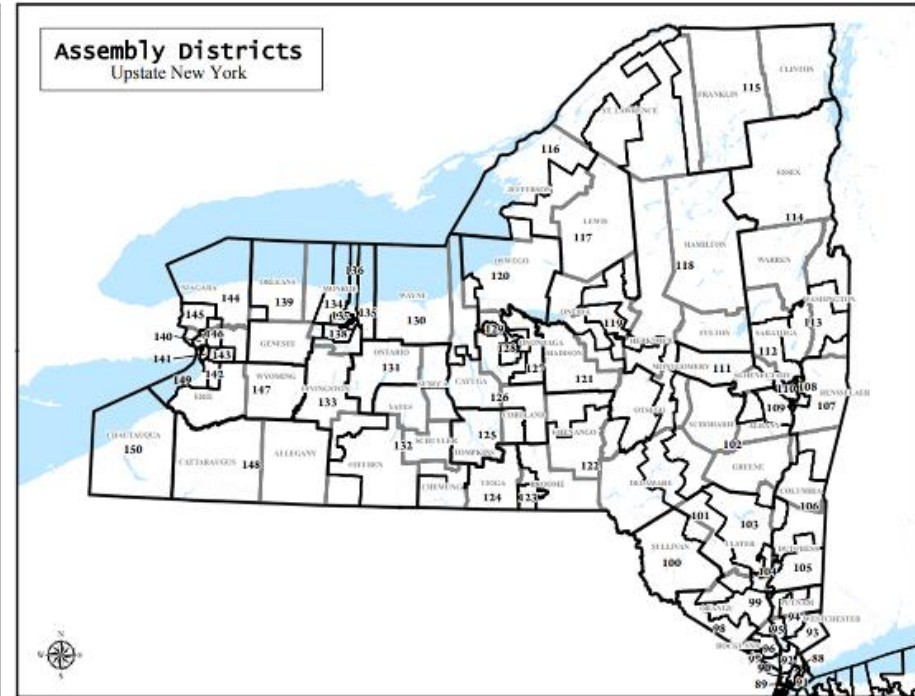 Assembly Districts
Upstate New York
CLINTON
FRANKLIN 115
ST. LAWRENCE
116
JEFFERSON
ESSEX
LEWIS
117
114
HAMILTON
118
WARREN
OSWEGO
120
136
NIAGARA
ORLEANS
MONROE
144
139
134
WAYNE
WASHINGTON
145
137
135
130
ONEIDA
119
113
146
138
129
HERKIMER
FULTON
SARATOGA
140
GENESEE
128
ONONDAGA
112
141
143
ONTARIO
127
MADISON
MONTGOMERY
111
142
WYOMING
131
SENECA
CAYUGA
121
SCHENECTADY
110
108
149
147
LIVINGSTON
133
126
RENSSELAER
ERIE
YATES
CORTLAND
OTSEGO
109
107
SCHOHARIE
ALBANY
CHAUTAUQUA
125
CHENANGO
102
150
CATTARAUGUS
148
ALLEGANY
132
SCHUYLER
TOMPKINS
STEUBEN
122
GREENE
CHEMUNG
TIOGA
BROOME
DELAWARE
COLUMBIA
124
123
106
101
103
ULSTER
SULLIVAN
DUTCHESS
100
104
105
99
PUTNAM
ORANGE
94
WESTCHESTER
98
95
93
ROCKLAND
96
92
88
89
91
N
W
S